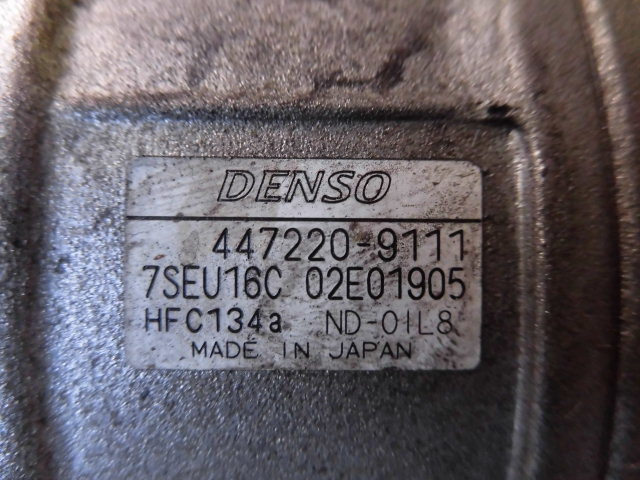 DENSO
447220-9111
7SEU16C 02E01905
HFC134a ND-OIL8
MADE IN JAPAN